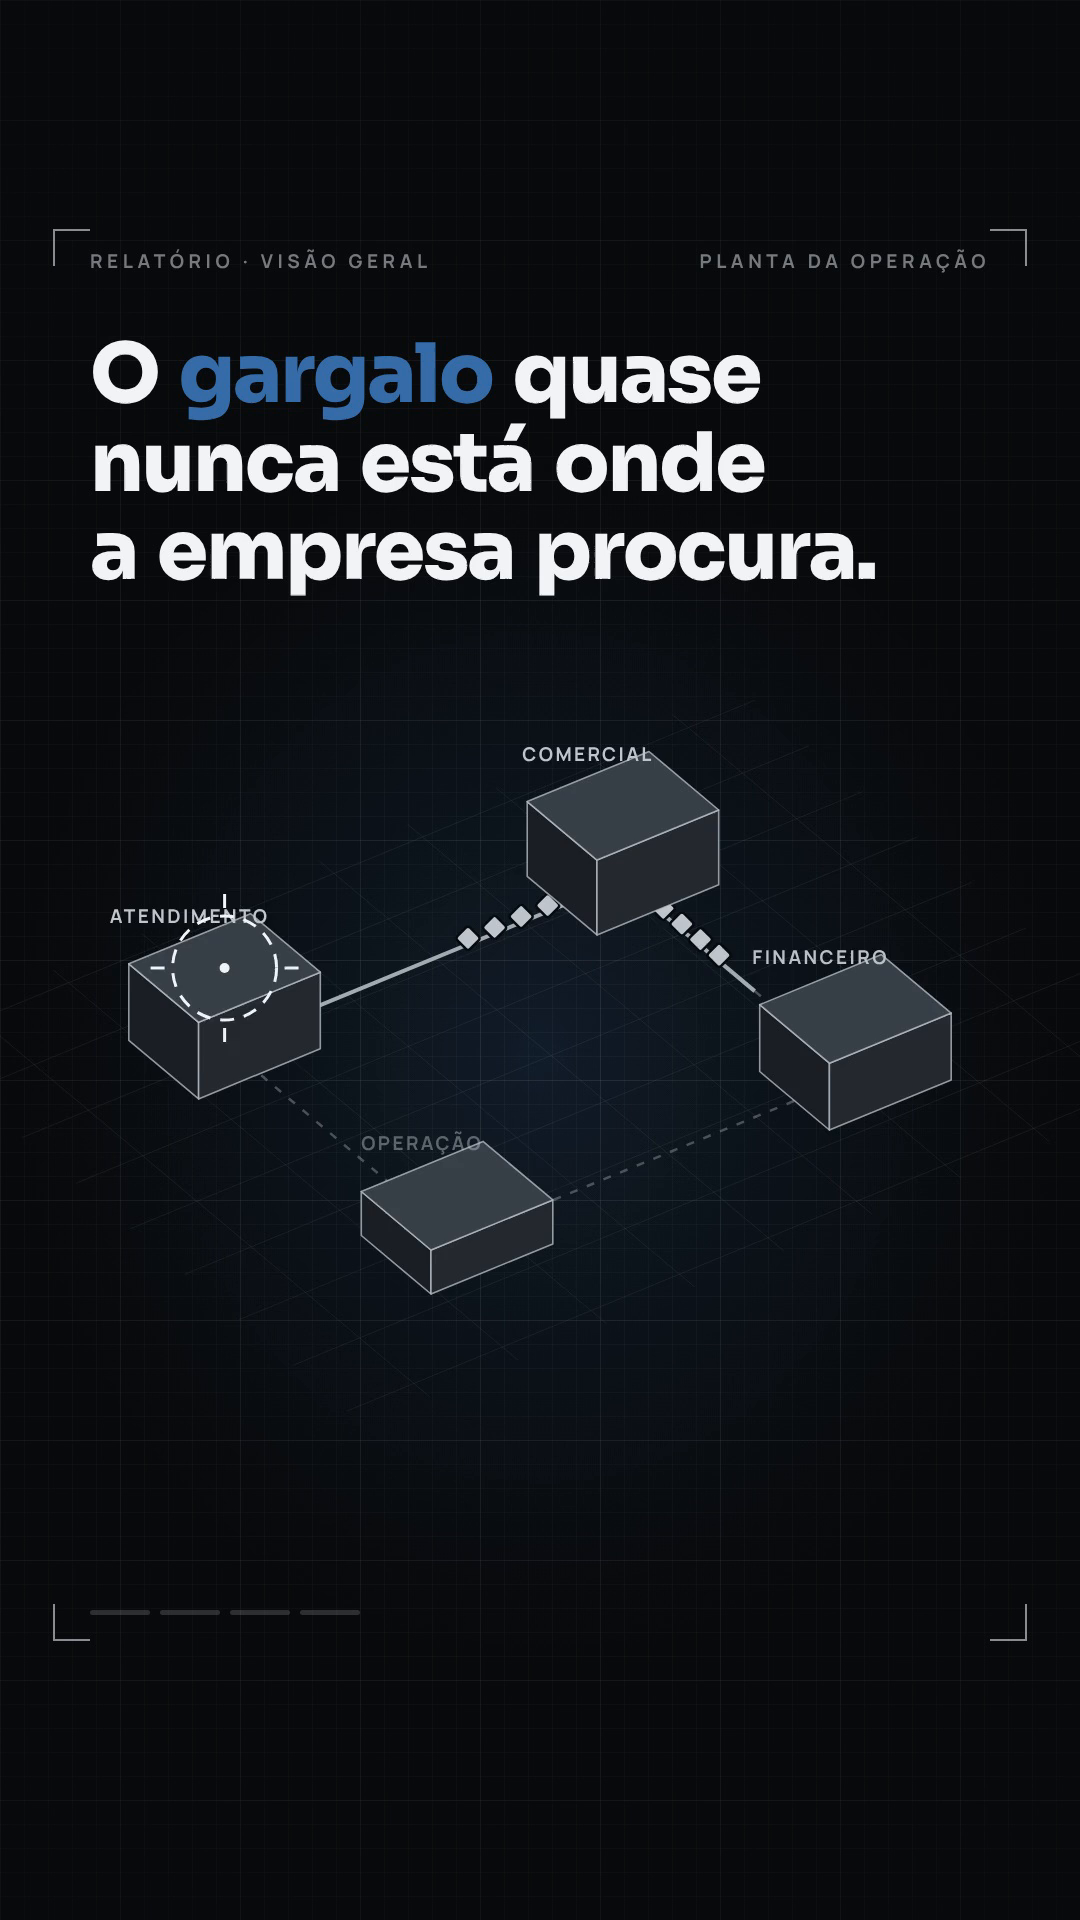 RELATÓRIO · VISÃO GERAL
PLANTA DA OPERAÇÃO
O gargalo quase
nunca está onde
a empresa procura.
COMERCIAL
ATENDIMENTO
FINANCEIRO
OPERAÇÃO